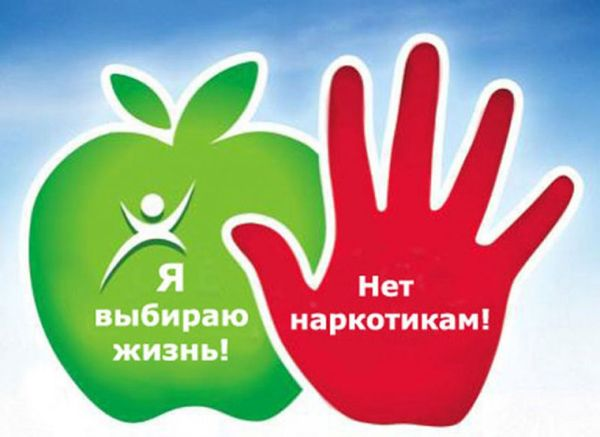 Я
выбираю
жизнь!
Нет
наркотикам!